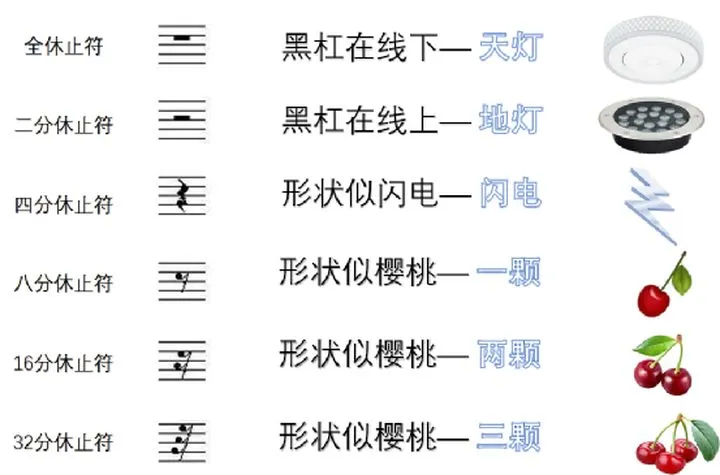 全休止符 黑杠在线下— 天灯
二分休止符 黑杠在线上— 地灯
四分休止符 形状似闪电— 闪电
八分休止符 形状似樱桃— 一颗
16分休止符 形状似樱桃— 两颗
32分休止符 形状似樱桃— 三颗